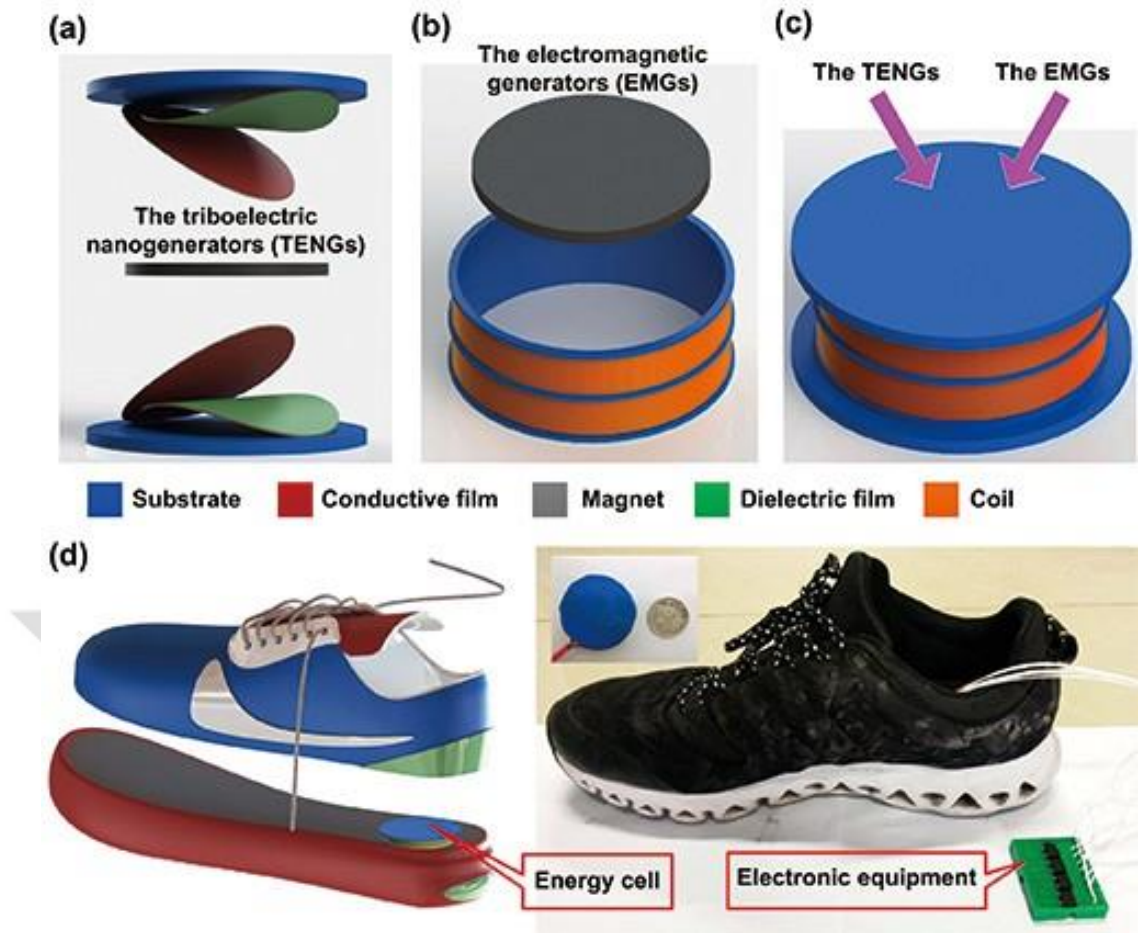 (a)
The triboelectric
nanogenerators (TENGs)
(b)
The electromagnetic
generators (EMGs)
(c)
The TENGs
The EMGs
Substrate
Conductive film
Magnet
Dielectric film
Coil
(d)
Energy cell
Electronic equipment